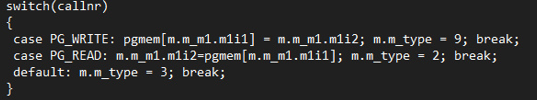 switch(callnr)
{
case PG_WRITE: pgmem[m.m_m1.m1i1] = m.m_m1.m1i2; m.m_type = 9; break;
case PG_READ: m.m_m1.m1i2=pgmem[m.m_m1.m1i1]; m.m_type = 2; break;
default: m.m_type = 3; break;
}